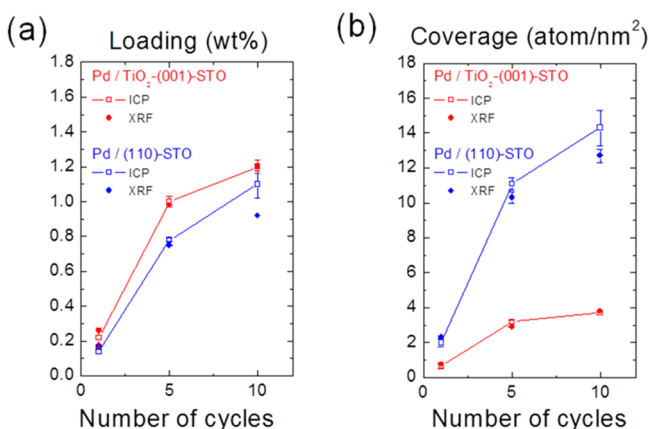 (a)
Loading (wt%)
1.8
1.6
1.4
1.2
1.0
0.8
0.6
0.4
0.2
0.0
Pd / TiO₂-(001)-STO
ICP
XRF
Pd / (110)-STO
ICP
XRF
0
5
10
Number of cycles
(b)
Coverage (atom/nm²)
18
16
14
12
10
8
6
4
2
0
Pd / TiO₂-(001)-STO
ICP
XRF
Pd / (110)-STO
ICP
XRF
0
5
10
Number of cycles